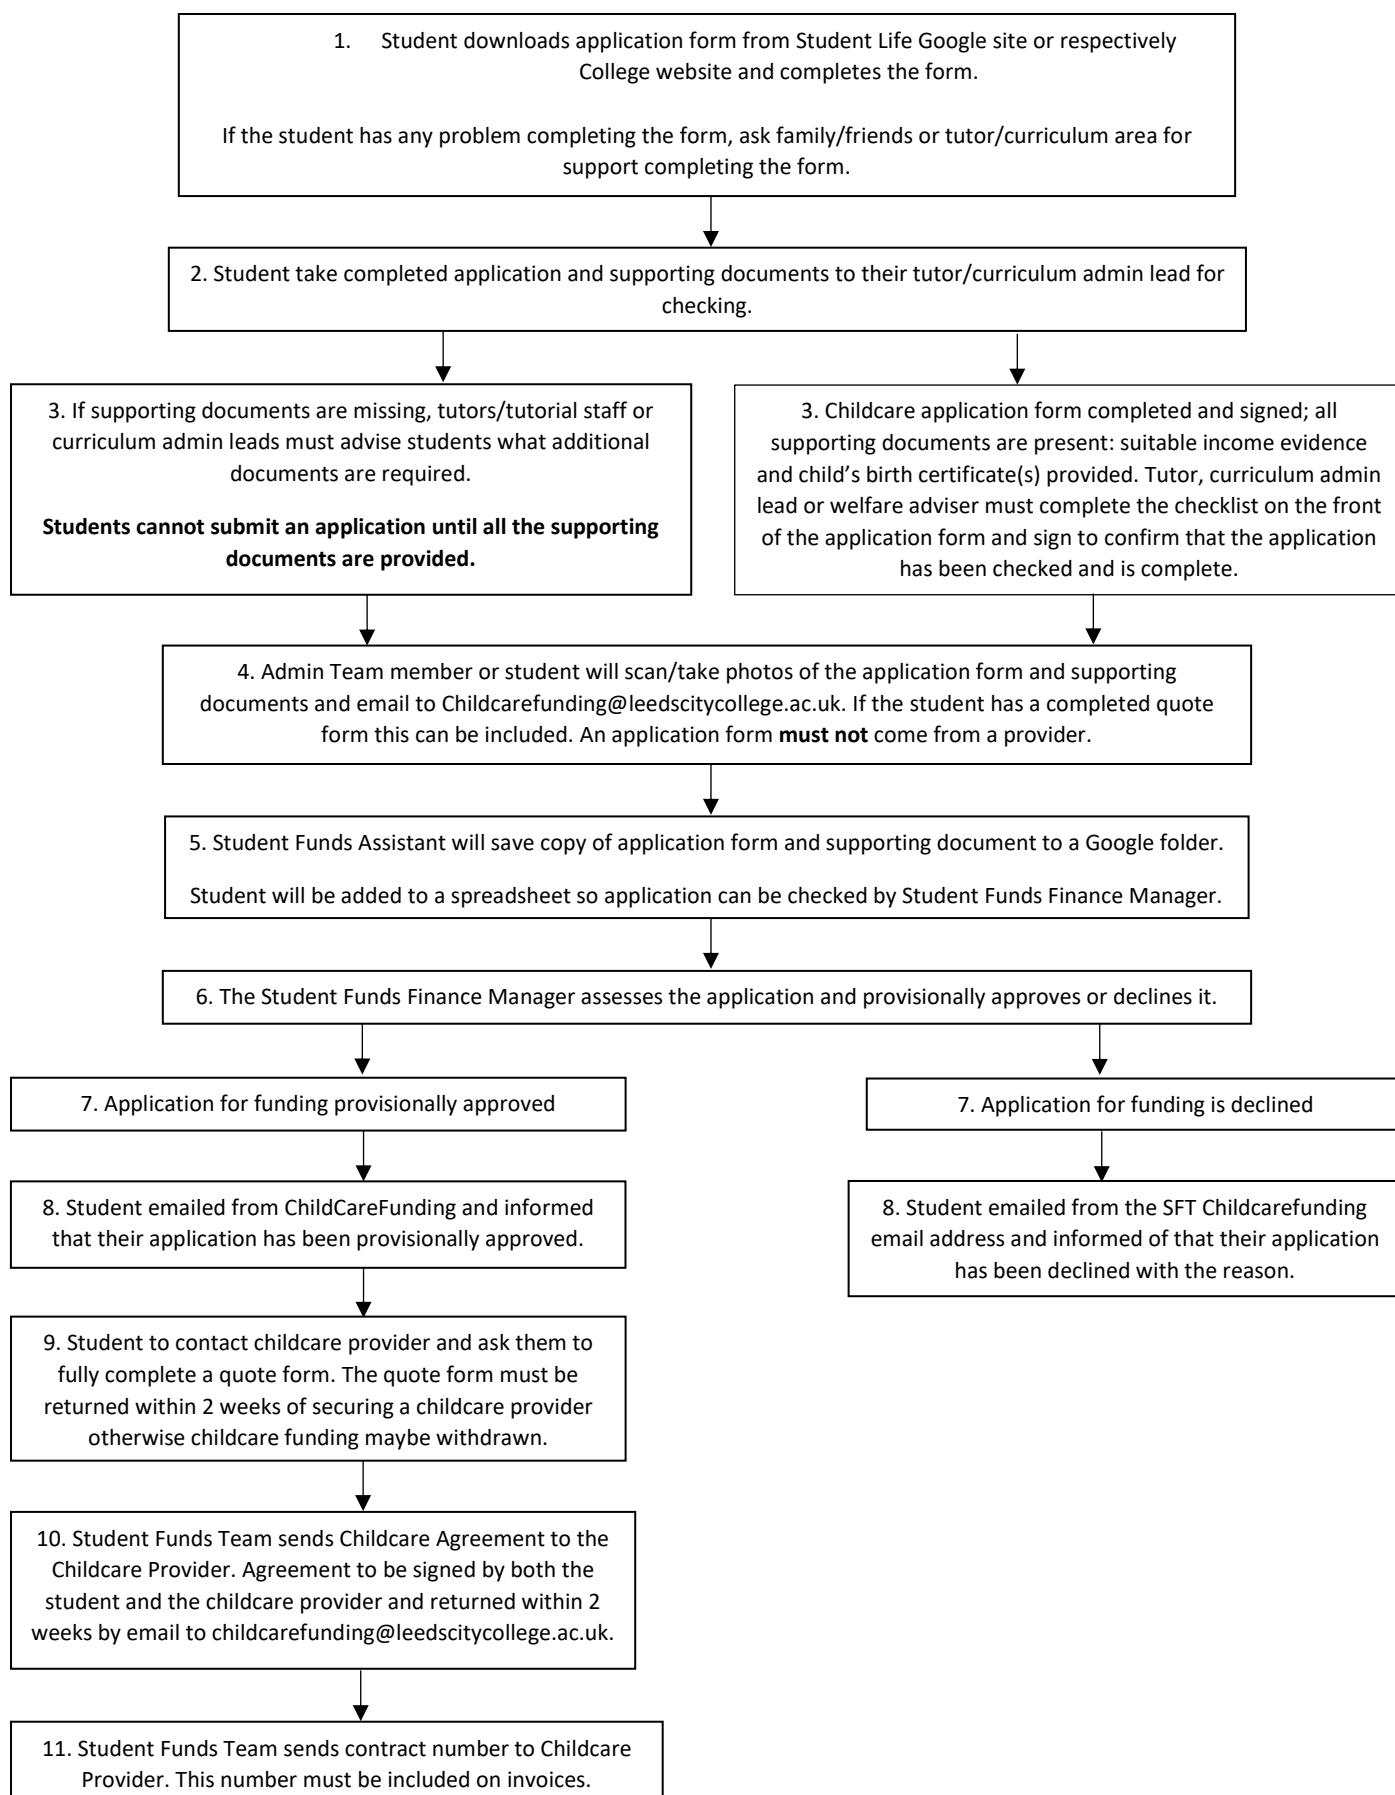 1. Student downloads application form from Student Life Google site or respectively
College website and completes the form.
If the student has any problem completing the form, ask family/friends or tutor/curriculum area for
support completing the form.
2. Student take completed application and supporting documents to their tutor/curriculum admin lead for
checking.
3. If supporting documents are missing, tutors/tutorial staff or
curriculum admin leads must advise students what additional
documents are required.
Students cannot submit an application until all the supporting
documents are provided.
3. Childcare application form completed and signed; all
supporting documents are present: suitable income evidence
and child’s birth certificate(s) provided. Tutor, curriculum admin
lead or welfare adviser must complete the checklist on the front
of the application form and sign to confirm that the application
has been checked and is complete.
4. Admin Team member or student will scan/take photos of the application form and supporting
documents and email to Childcarefunding@leedscitycollege.ac.uk. If the student has a completed quote
form this can be included. An application form must not come from a provider.
5. Student Funds Assistant will save copy of application form and supporting document to a Google folder.
Student will be added to a spreadsheet so application can be checked by Student Funds Finance Manager.
6. The Student Funds Finance Manager assesses the application and provisionally approves or declines it.
7. Application for funding provisionally approved
7. Application for funding is declined
8. Student emailed from ChildCareFunding and informed
that their application has been provisionally approved.
8. Student emailed from the SFT Childcarefunding
email address and informed of that their application
has been declined with the reason.
9. Student to contact childcare provider and ask them to
fully complete a quote form. The quote form must be
returned within 2 weeks of securing a childcare provider
otherwise childcare funding maybe withdrawn.
10. Student Funds Team sends Childcare Agreement to the
Childcare Provider. Agreement to be signed by both the
student and the childcare provider and returned within 2
weeks by email to childcarefunding@leedscitycollege.ac.uk.
11. Student Funds Team sends contract number to Childcare
Provider. This number must be included on invoices.